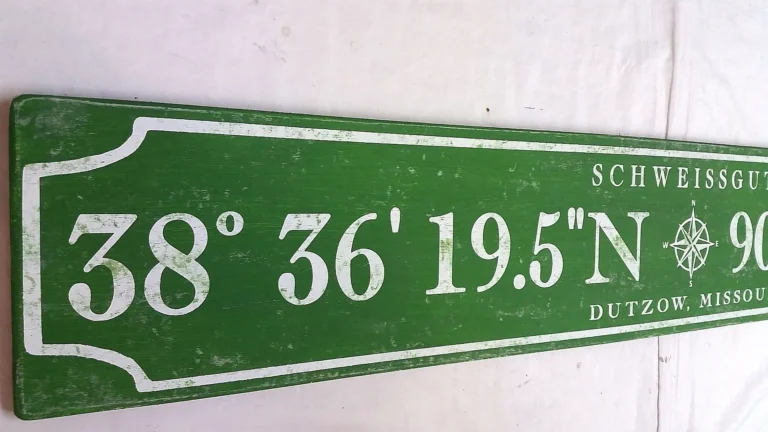 SCHWEISSGUT
38° 36' 19.5"N N W E S 90
DUTZOW, MISSOU